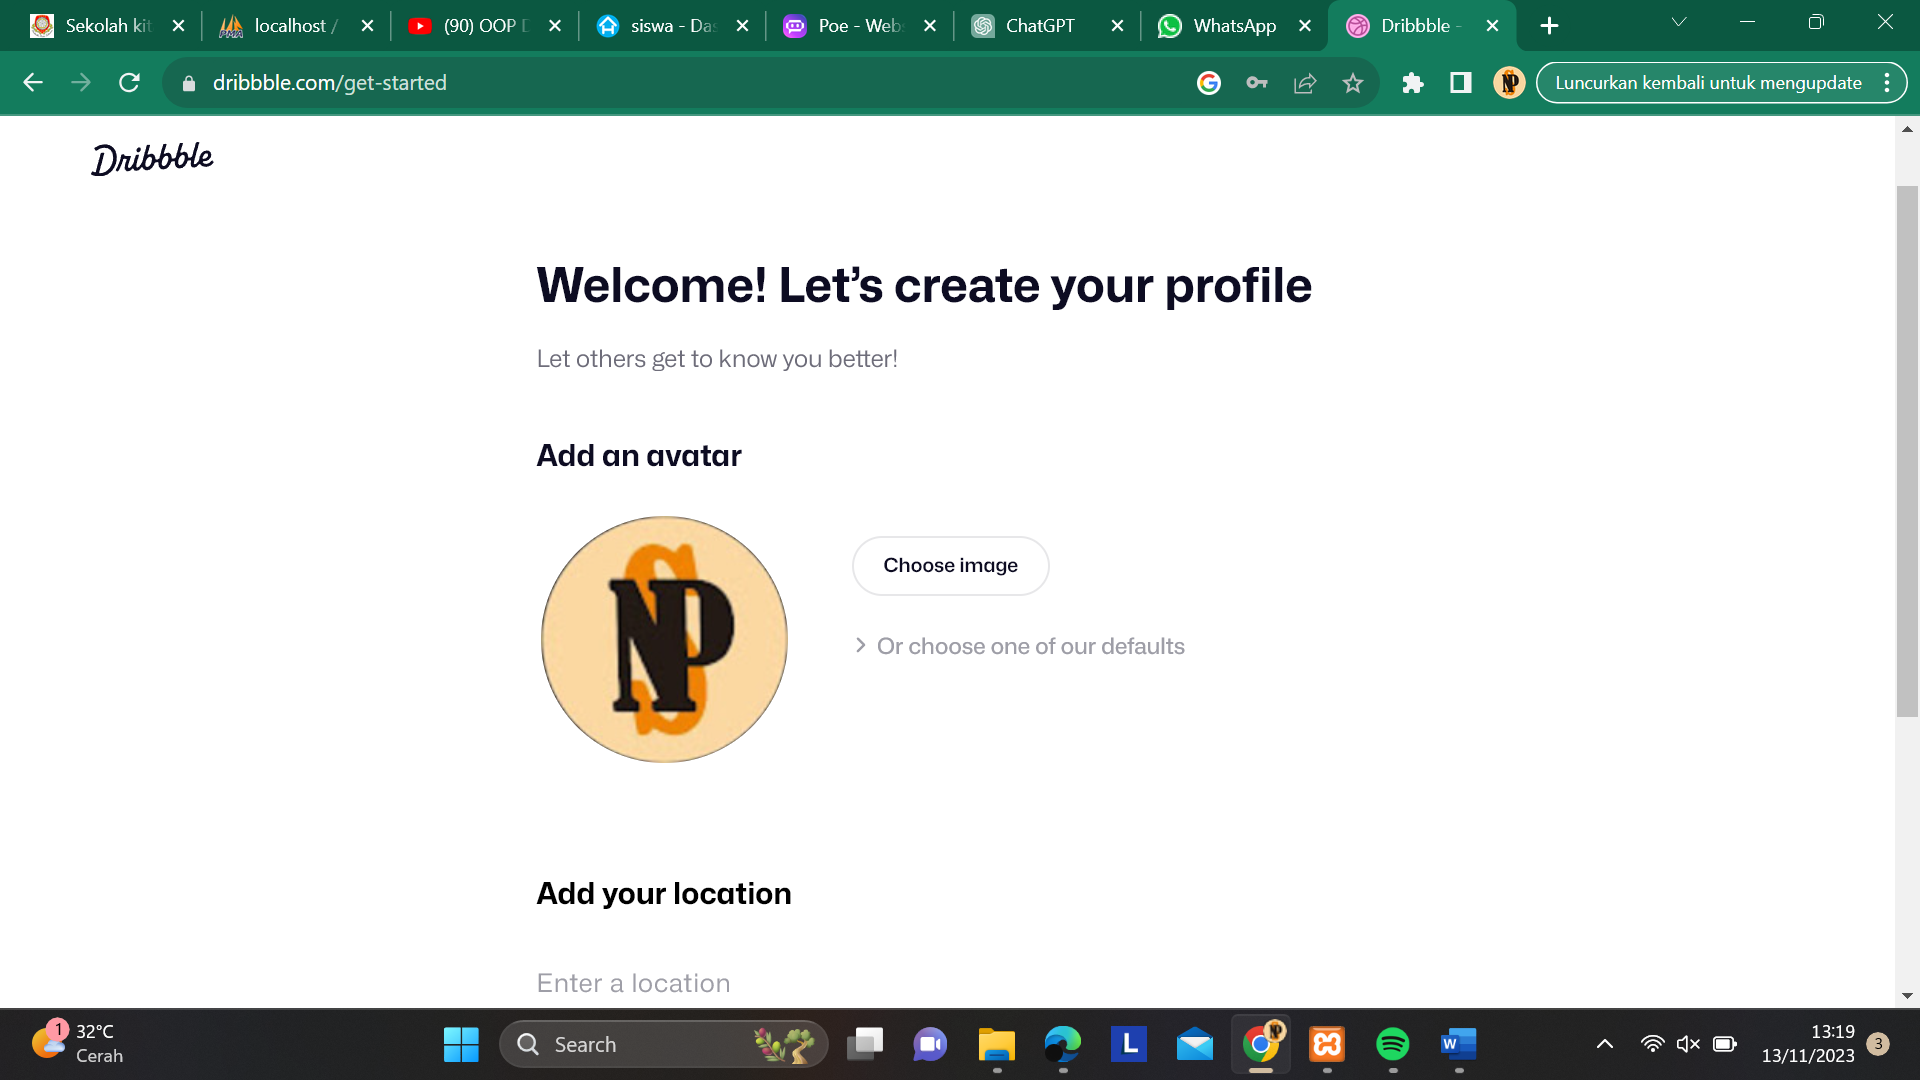 Sekolah kit
localhost /
(90) OOP D
siswa - Das
Poe - Web
ChatGPT
WhatsApp
Dribbble -
dribbble.com/get-started
Luncurkan kembali untuk mengupdate
Dribbble
Welcome! Let’s create your profile
Let others get to know you better!
Add an avatar
S
NP
Choose image
Or choose one of our defaults
Add your location
Enter a location
1
32°C
Cerah
Search
L
W
13:19
13/11/2023
3